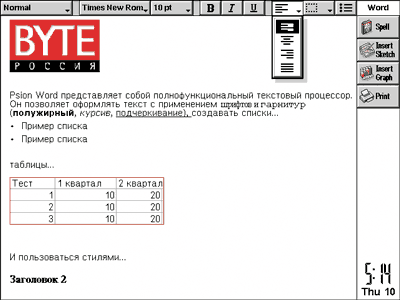 Normal Times New Rom. 10 pt B I U Word
BYTE
РОССИЯ
Spell
Insert Sketch
Insert Graph
Print
Psion Word представляет собой полнофункциональный текстовый процессор.
Он позволяет оформлять текст с применением шрифтов и гарнитур
(полужирный, курсив, подчеркивание), создавать списки...
• Пример списка
• Пример списка
таблицы...
Тест 1 квартал 2 квартал
1 10 20
2 10 20
3 10 20
И пользоваться стилями...
Заголовок 2
5:14
Thu 10